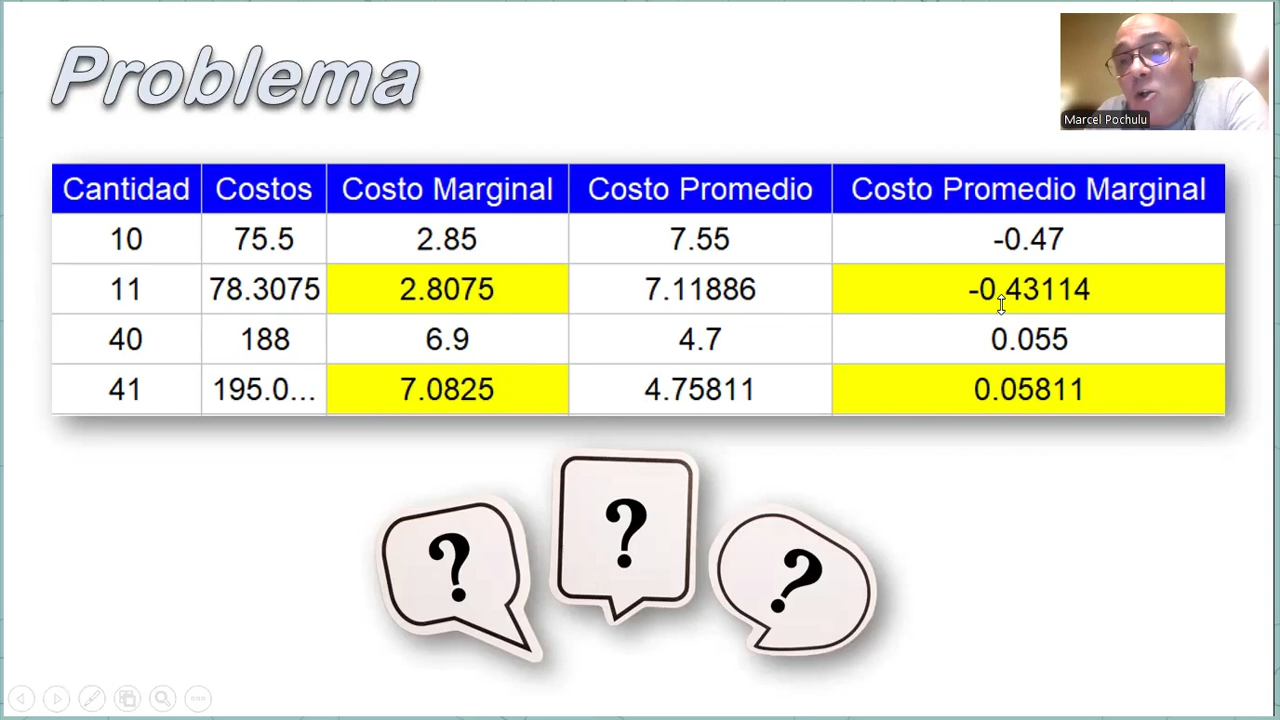 Problema
Marcel Pochulu
Cantidad Costos Costo Marginal Costo Promedio Costo Promedio Marginal
10 75.5 2.85 7.55 -0.47
11 78.3075 2.8075 7.11886 -0.43114
40 188 6.9 4.7 0.055
41 195.0... 7.0825 4.75811 0.05811
? ? ?